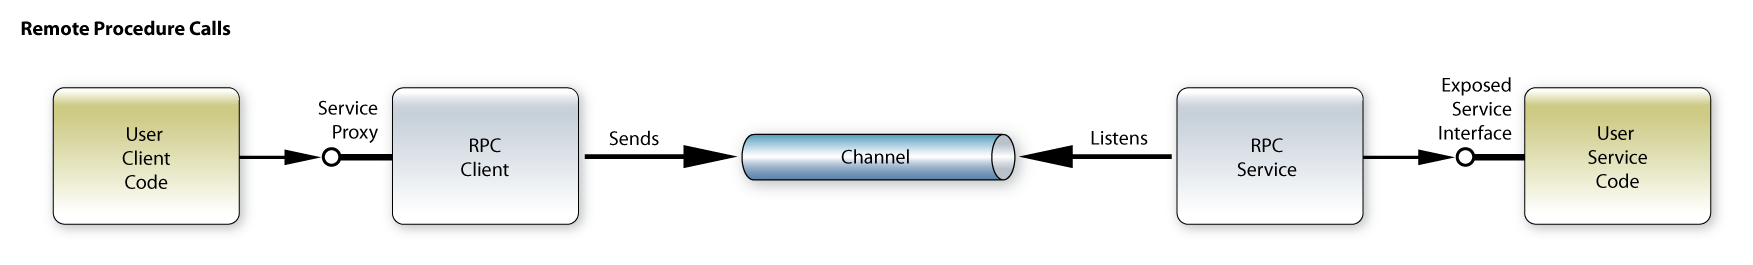 Remote Procedure Calls
User
Client
Code
Service
Proxy
RPC
Client
Sends
Channel
Listens
RPC
Service
Exposed
Service
Interface
User
Service
Code